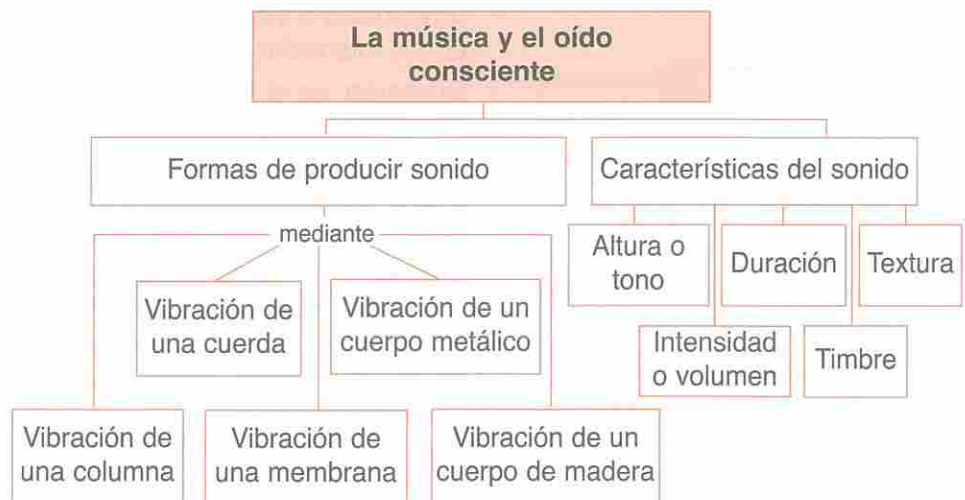 La música y el oído
consciente
Formas de producir sonido
Características del sonido
mediante
Altura o
tono
Duración
Textura
Vibración de
una cuerda
Vibración de un
cuerpo metálico
Intensidad
o volumen
Timbre
Vibración de
una columna
Vibración de
una membrana
Vibración de un
cuerpo de madera